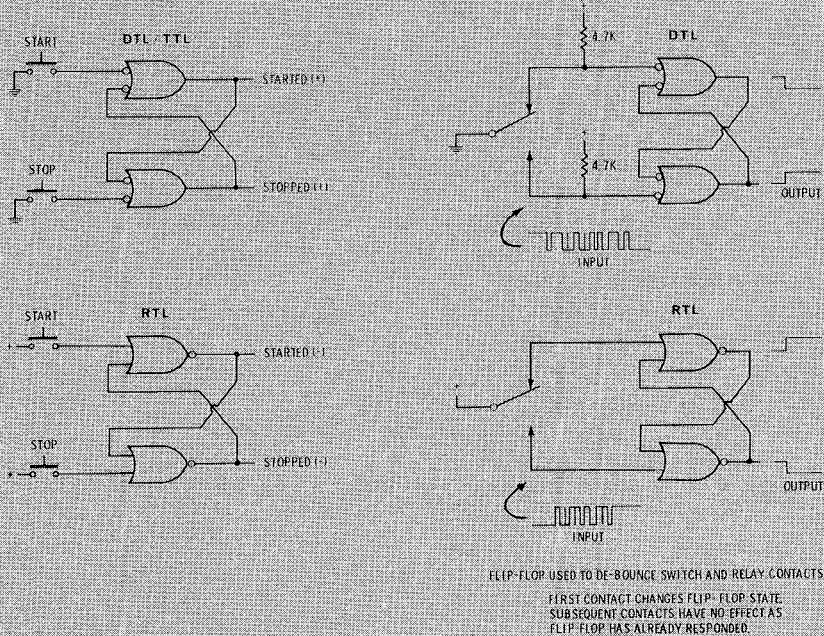 DTL / TTL
START
STARTED (+)
STOP
STOPPED (+)
DTL
4.7K
4.7K
OUTPUT
INPUT
RTL
START
STARTED (-)
STOP
STOPPED (-)
RTL
OUTPUT
INPUT
FLIP-FLOP USED TO DE-BOUNCE SWITCH AND RELAY CONTACTS
FIRST CONTACT CHANGES FLIP-FLOP STATE.
SUBSEQUENT CONTACTS HAVE NO EFFECT AS
FLIP-FLOP HAS ALREADY RESPONDED.